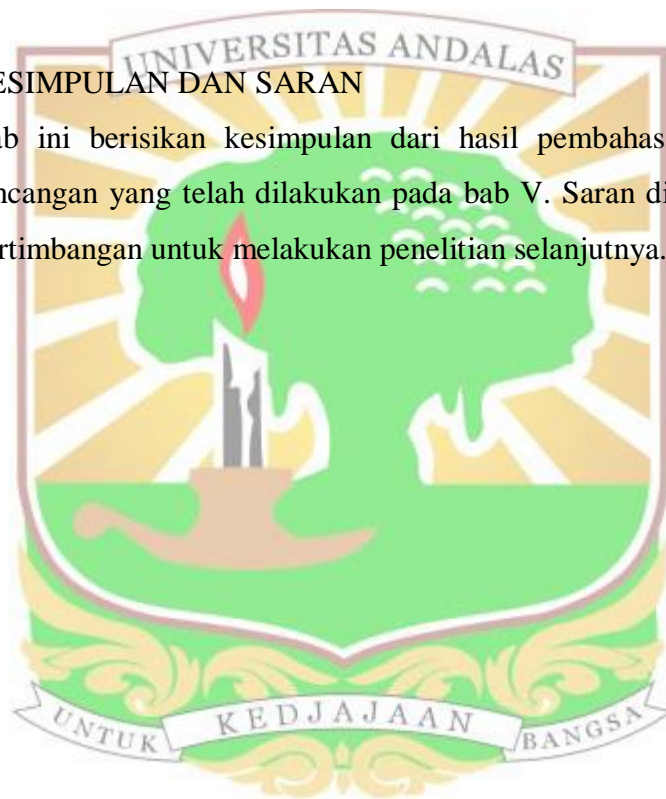 UNIVERSITAS ANDALAS
ESIMPULAN DAN SARAN
ab ini berisikan kesimpulan dari hasil pembahas
ncangan yang telah dilakukan pada bab V. Saran di
rtimbangan untuk melakukan penelitian selanjutnya.
UNTUK KEDJAJAAN BANGSA